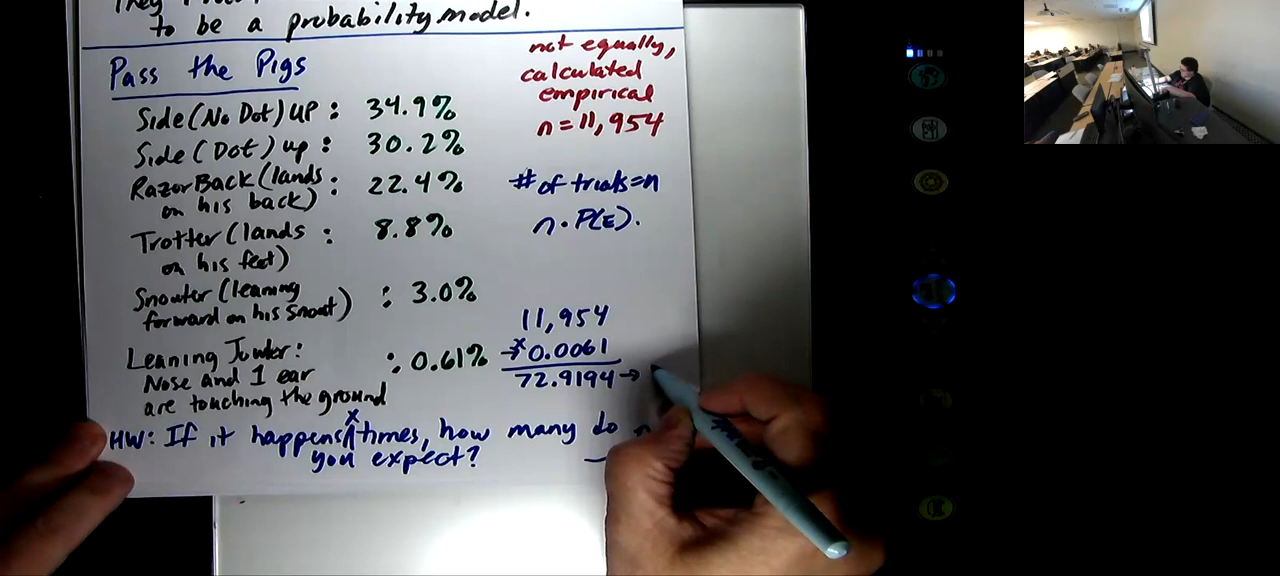 to be a probability model.
Pass the Pigs
not equally,
calculated
empirical
n=11,954
Side (No Dot) up : 34.9%
Side (Dot) up : 30.2%
RazorBack (lands : 22.4%
on his back)
# of trials=n
n·P(E).
Trotter (lands : 8.8%
on his feet)
Snowter (leaning : 3.0%
forward on his snout)
Leaning Jowler: : 0.61%
Nose and 1 ear
are touching the ground
11,954
x 0.0061
72.9194→
HW: If it happens x times, how many do
you expect?